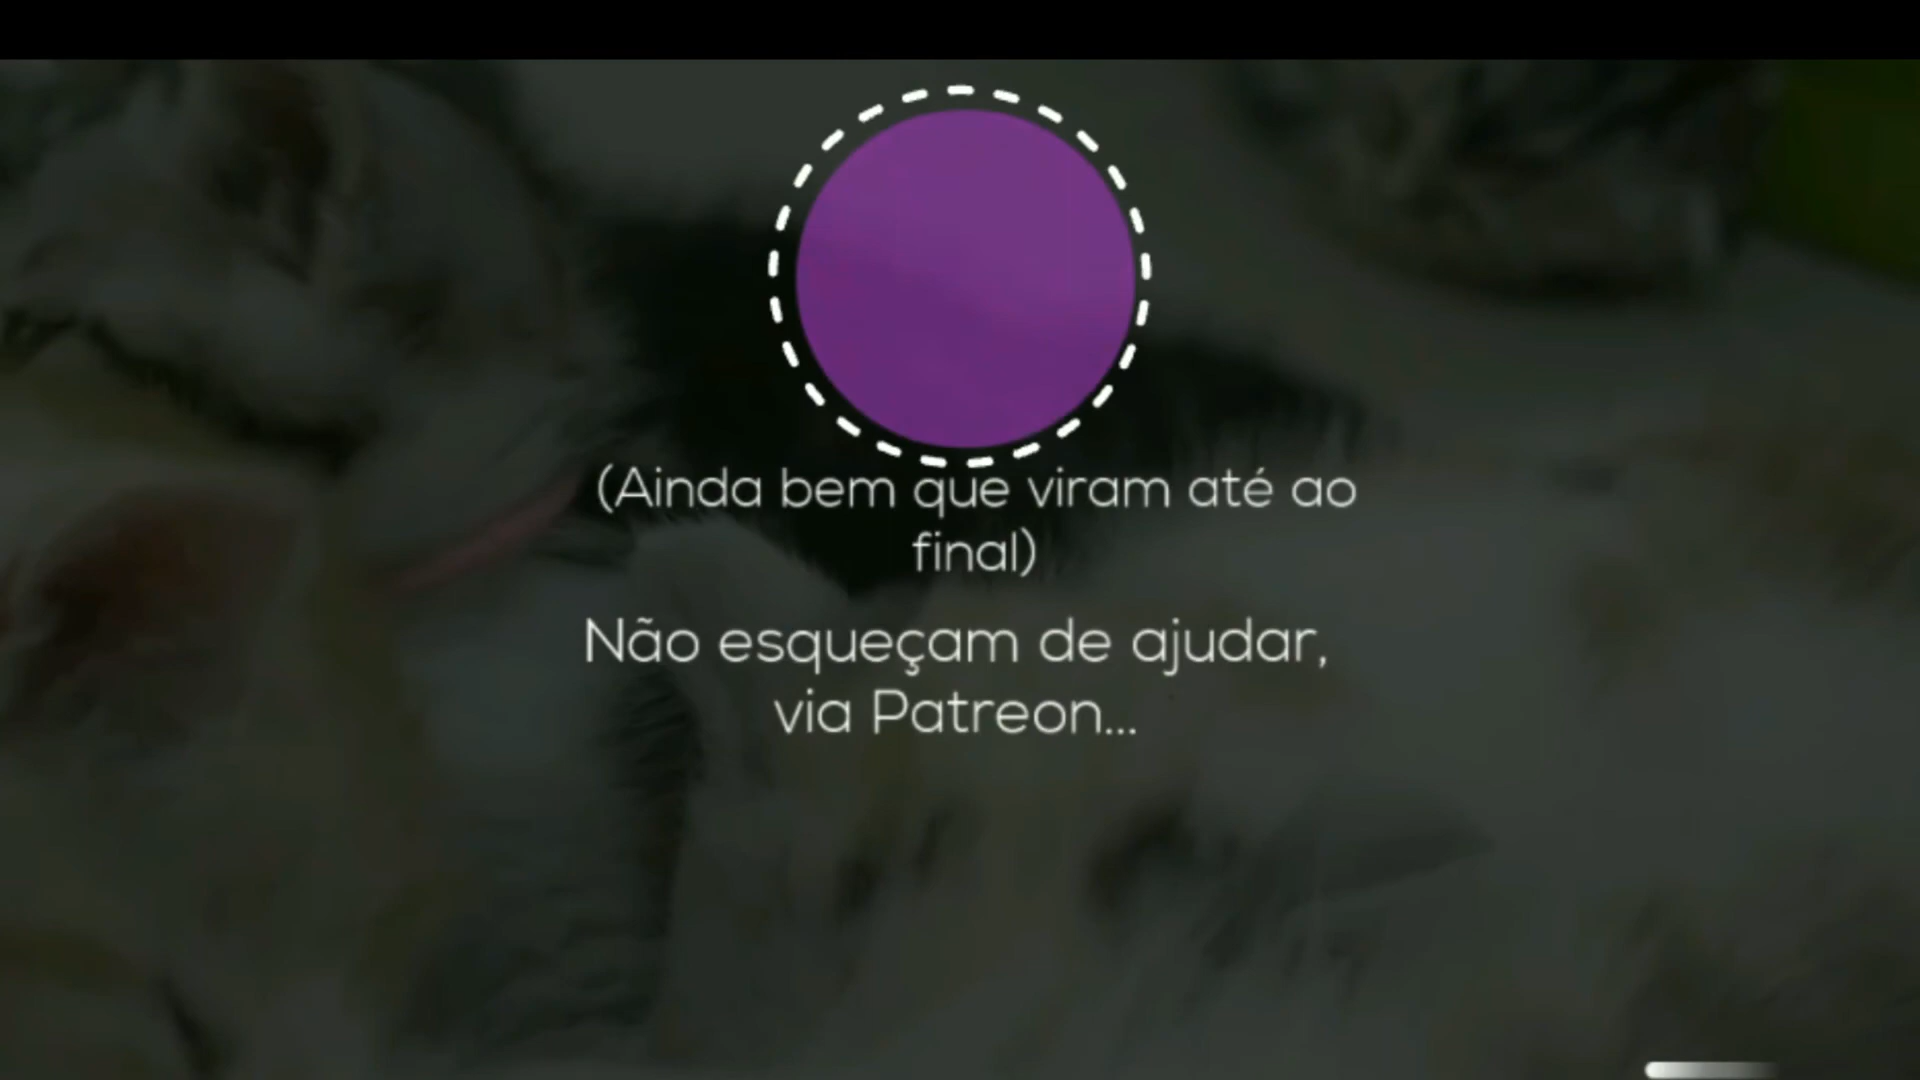 (Ainda bem que viram até ao
final)
Não esqueçam de ajudar,
via Patreon...